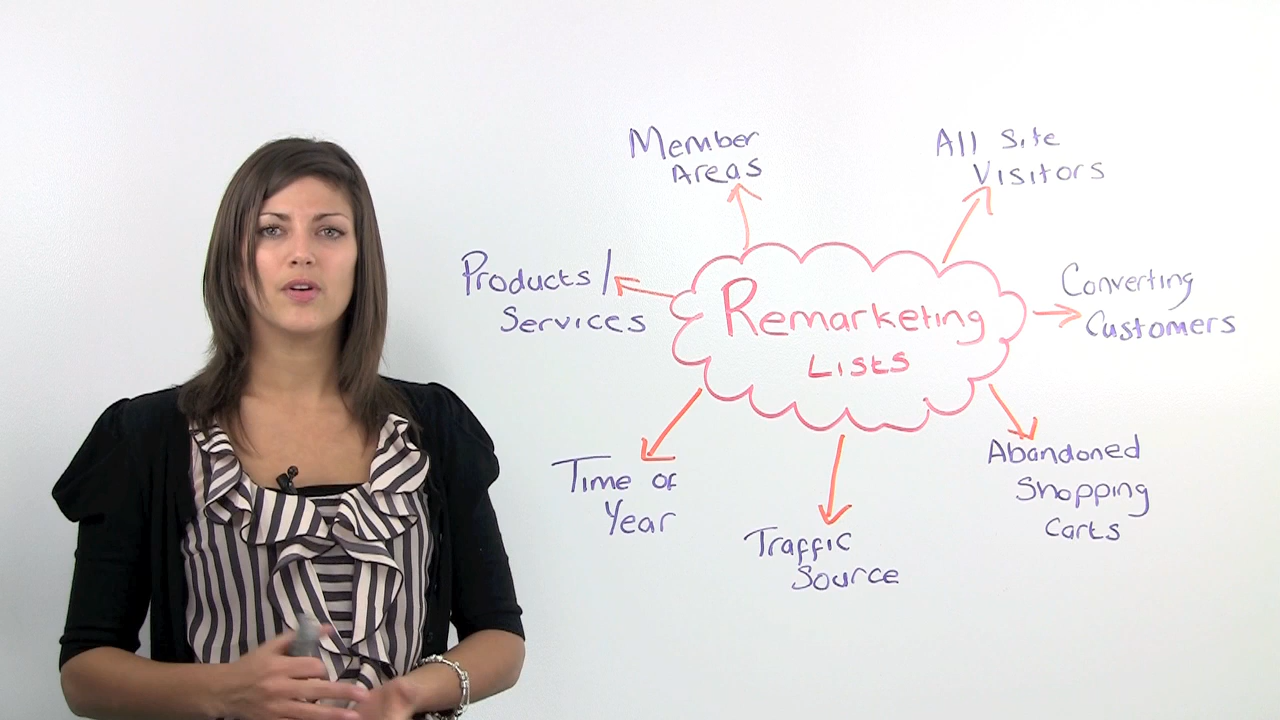 Member
Areas
All Site
Visitors
Products /
Services
Remarketing
Lists
Converting
Customers
Time of
Year
Traffic
Source
Abandoned
Shopping
Carts